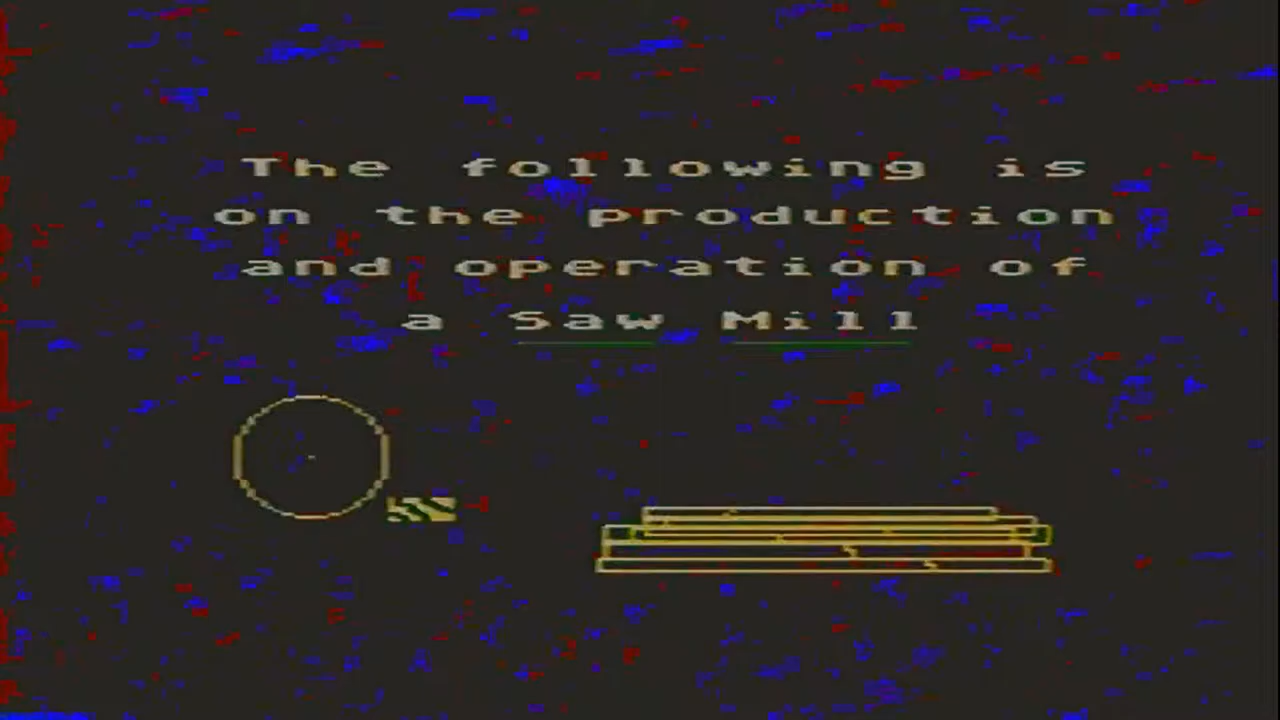 The following is
on the production
and operation of
a Saw Mill